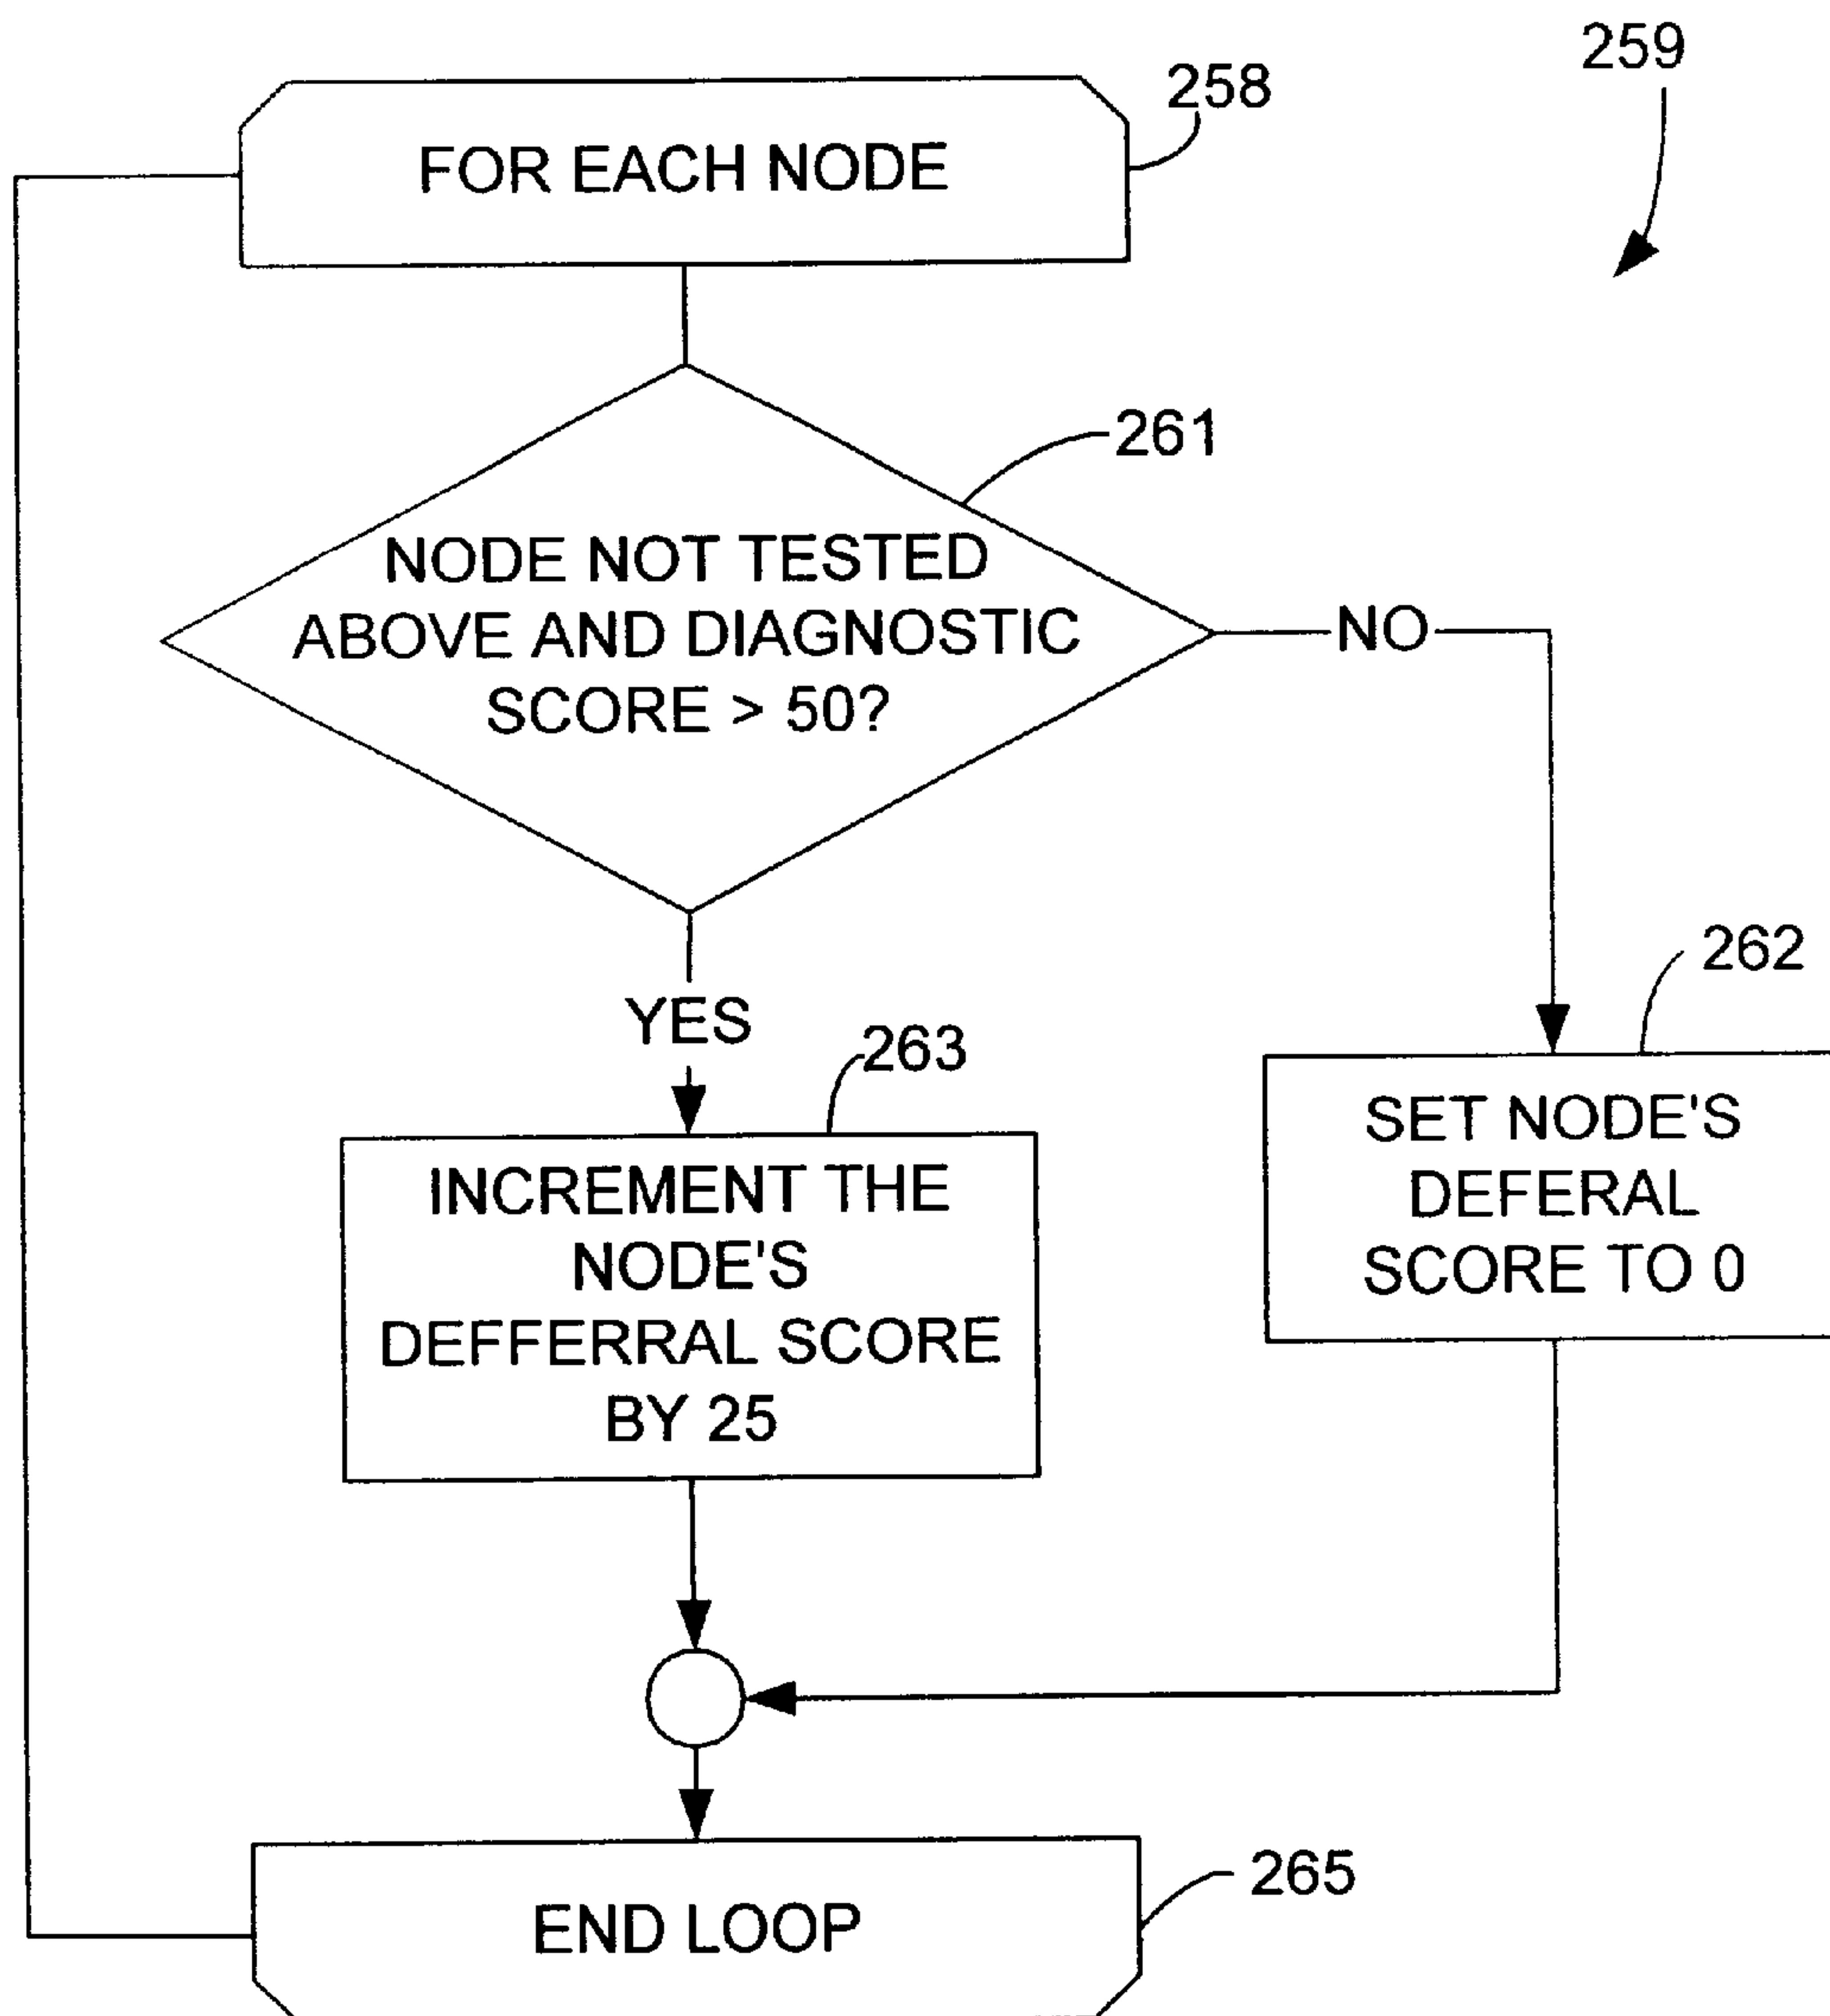 259
258
FOR EACH NODE
261
NODE NOT TESTED
ABOVE AND DIAGNOSTIC
SCORE > 50?
NO
YES
263
INCREMENT THE
NODE'S
DEFFERRAL SCORE
BY 25
262
SET NODE'S
DEFERAL
SCORE TO 0
265
END LOOP